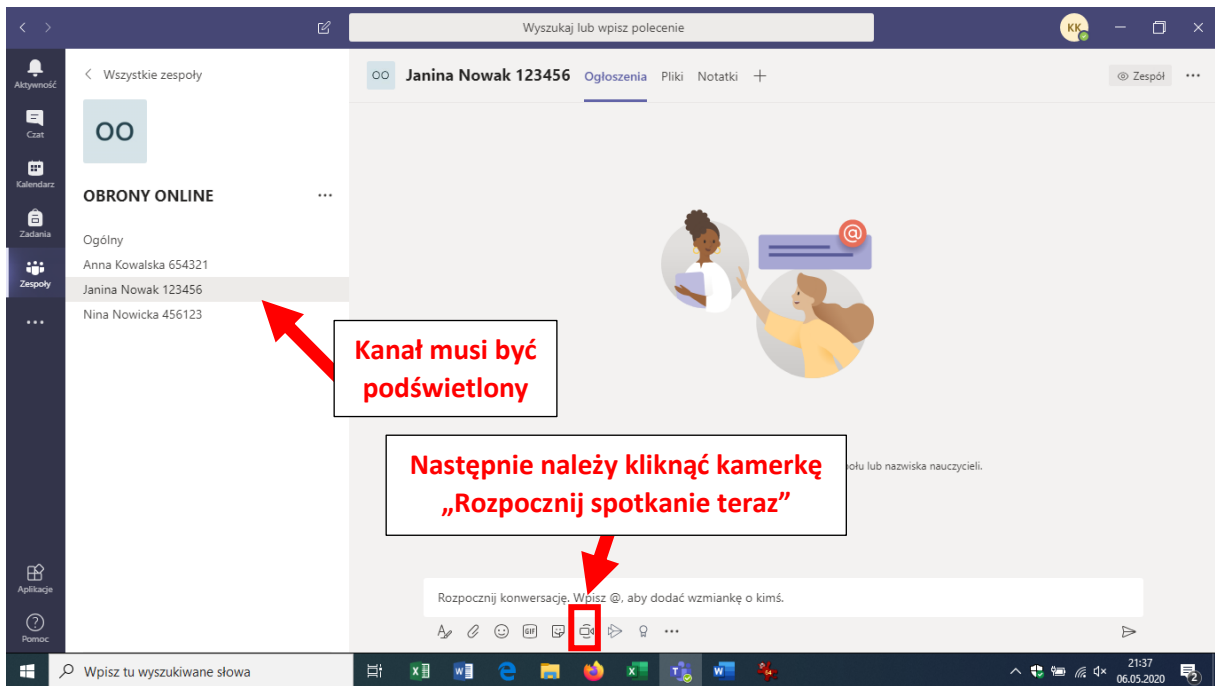 Wyszukaj lub wpisz polecenie
KK
Aktywność
Czat
Kalendarz
Zadania
Zespoły
Aplikacje
Pomoc
Wszystkie zespoły
OO
OBRONY ONLINE
Ogólny
Anna Kowalska 654321
Janina Nowak 123456
Nina Nowicka 456123
OO Janina Nowak 123456 Ogłoszenia Pliki Notatki
Zespół
@
Kanał musi być
podświetlony
Następnie należy kliknąć kamerkę
„Rozpocznij spotkanie teraz”
lub nazwiska nauczycieli.
Rozpocznij konwersację. Wpisz @, aby dodać wzmiankę o kimś.
GIF
Wpisz tu wyszukiwane słowa
21:37
06.05.2020
2